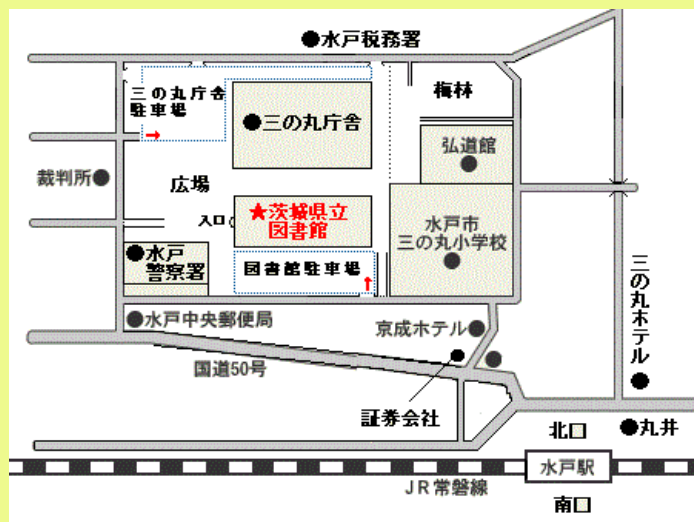 ●水戸税務署
三の丸庁舎
駐車場
→
梅林
●三の丸庁舎
弘道館
●
裁判所●
広場
入口
★茨城県立
図書館
水戸市
三の丸小学校
●
●水戸
警察署
図書館駐車場
↑
三の丸ホテル●
●水戸中央郵便局
京成ホテル●
国道50号
証券会社
北口
●丸井
水戸駅
JR常磐線
南口